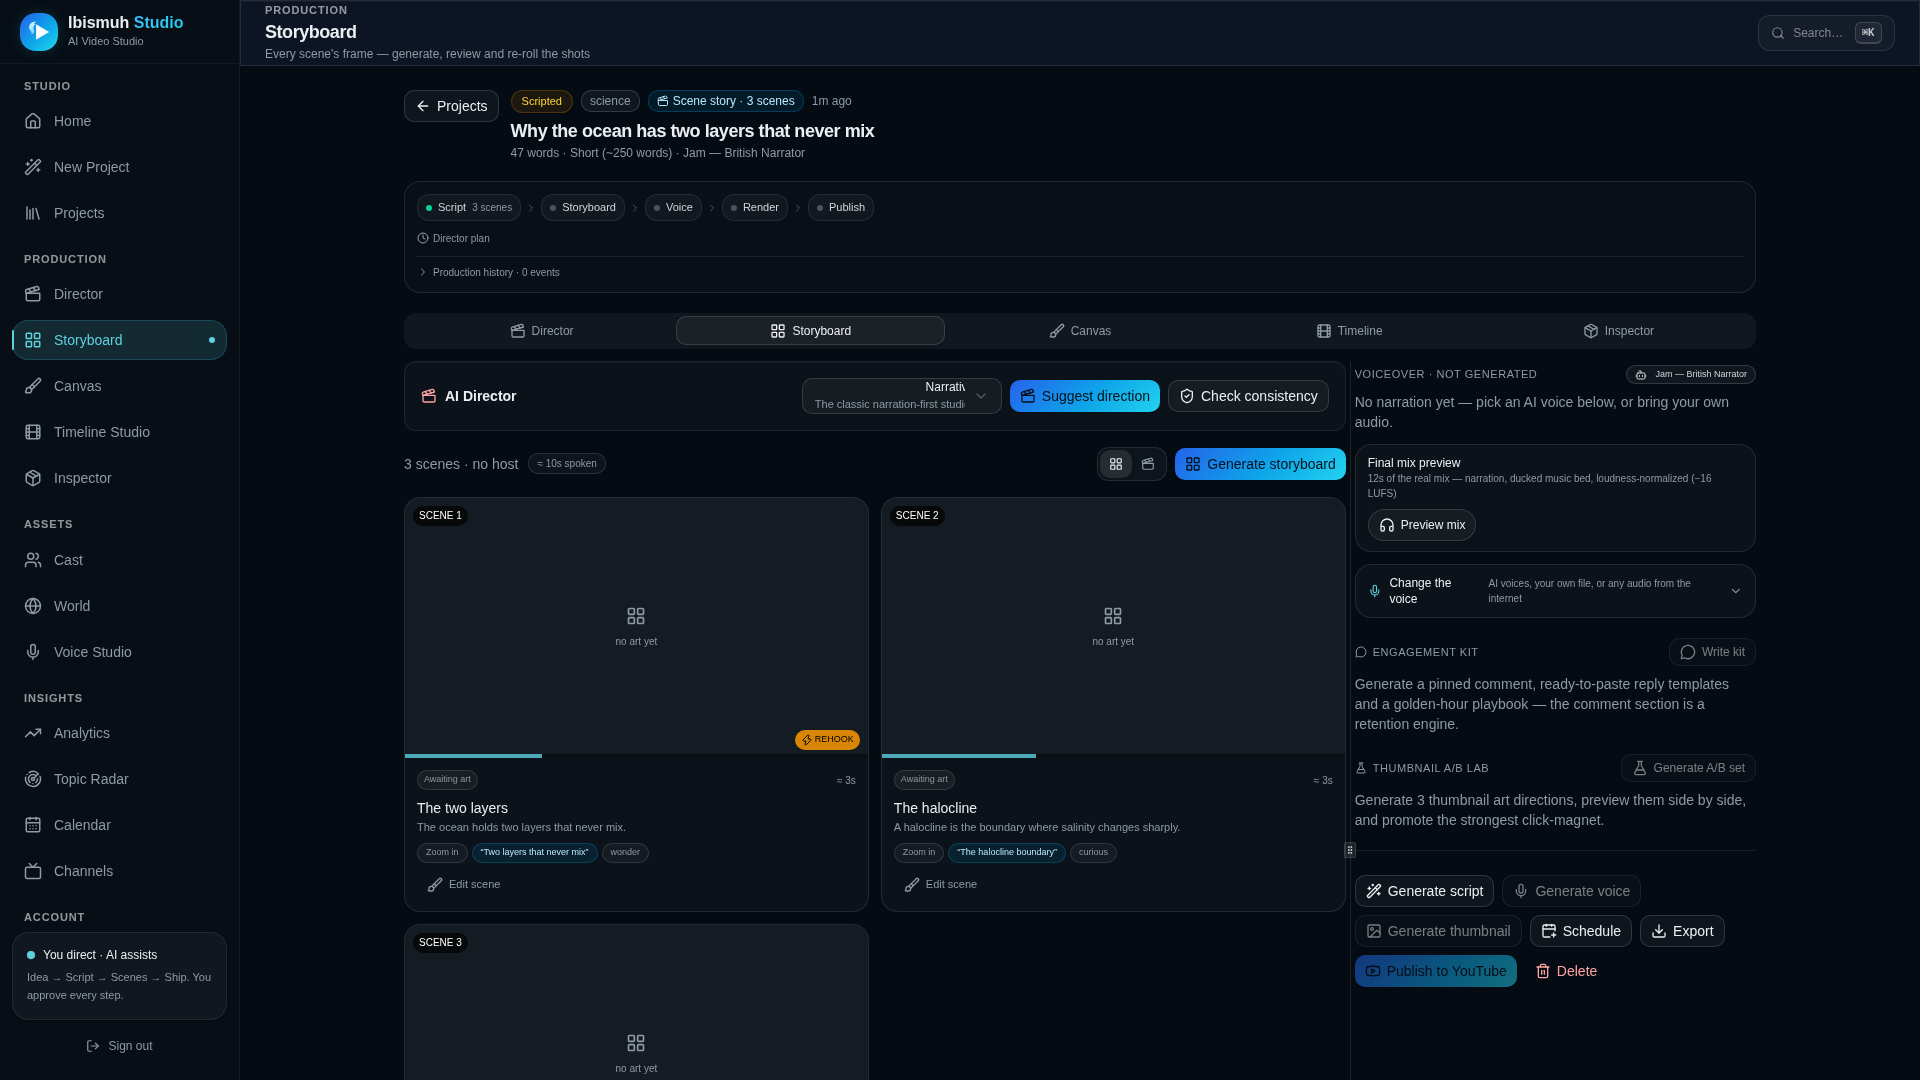 Ibismuh Studio
AI Video Studio
STUDIO
Home
New Project
Projects
PRODUCTION
Director
Storyboard
Canvas
Timeline Studio
Inspector
ASSETS
Cast
World
Voice Studio
INSIGHTS
Analytics
Topic Radar
Calendar
Channels
ACCOUNT
You direct · AI assists
Idea → Script → Scenes → Ship. You
approve every step.
Sign out
PRODUCTION
Storyboard
Every scene's frame — generate, review and re-roll the shots
Search… ⌘K
Projects
Scripted science Scene story · 3 scenes 1m ago
Why the ocean has two layers that never mix
47 words · Short (~250 words) · Jam — British Narrator
Script 3 scenes Storyboard Voice Render Publish
Director plan
Production history · 0 events
Director Storyboard Canvas Timeline Inspector
AI Director
Narrativ
The classic narration-first studi
Suggest direction
Check consistency
3 scenes · no host ≈ 10s spoken
Generate storyboard
SCENE 1
no art yet
REHOOK
Awaiting art ≈ 3s
The two layers
The ocean holds two layers that never mix.
Zoom in “Two layers that never mix” wonder
Edit scene
SCENE 2
no art yet
Awaiting art ≈ 3s
The halocline
A halocline is the boundary where salinity changes sharply.
Zoom in “The halocline boundary” curious
Edit scene
SCENE 3
no art yet
VOICEOVER · NOT GENERATED
Jam — British Narrator
No narration yet — pick an AI voice below, or bring your own
audio.
Final mix preview
12s of the real mix — narration, ducked music bed, loudness-normalized (−16
LUFS)
Preview mix
Change the
voice
AI voices, your own file, or any audio from the
internet
ENGAGEMENT KIT
Write kit
Generate a pinned comment, ready-to-paste reply templates
and a golden-hour playbook — the comment section is a
retention engine.
THUMBNAIL A/B LAB
Generate A/B set
Generate 3 thumbnail art directions, preview them side by side,
and promote the strongest click-magnet.
Generate script Generate voice
Generate thumbnail Schedule Export
Publish to YouTube Delete